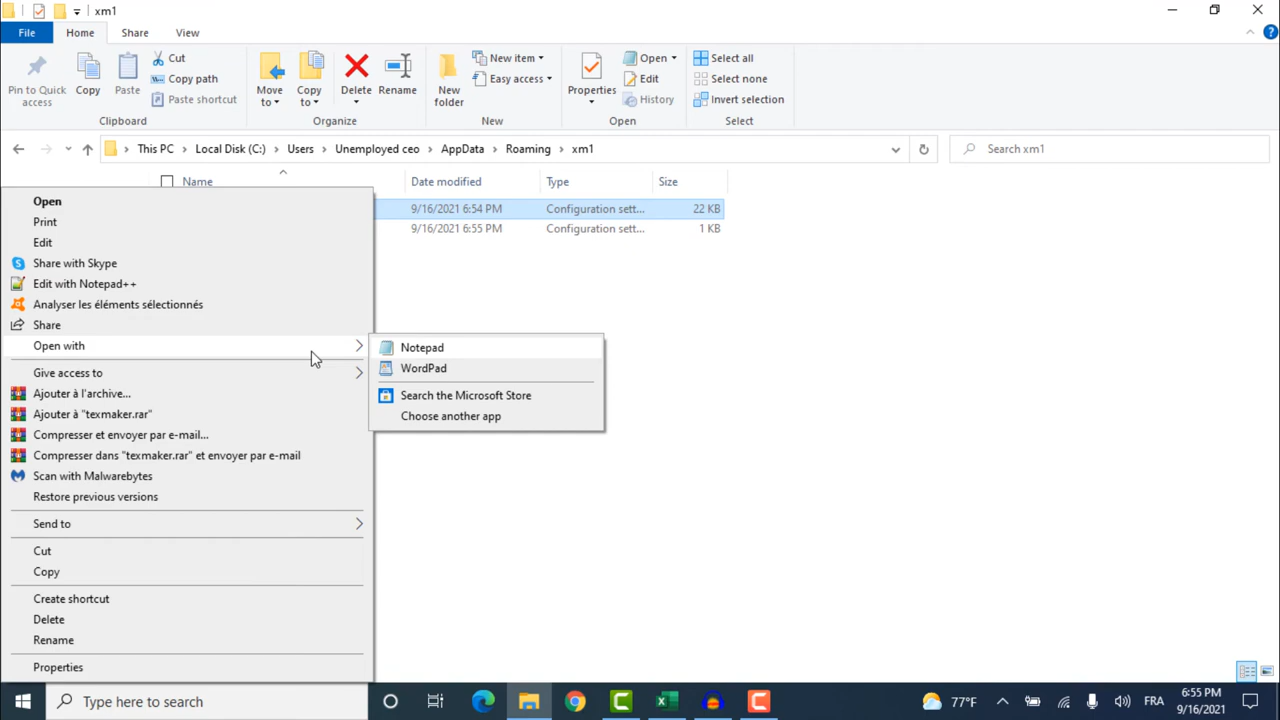 xm1
File Home Share View
Pin to Quick access
Copy
Paste
Cut
Copy path
Paste shortcut
Clipboard
Move to
Copy to
Delete
Rename
Organize
New folder
New item
Easy access
New
Properties
Open
Edit
History
Open
Select all
Select none
Invert selection
Select
This PC Local Disk (C:) Users Unemployed ceo AppData Roaming xm1
Search xm1
Name Date modified Type Size
9/16/2021 6:54 PM Configuration sett... 22 KB
9/16/2021 6:55 PM Configuration sett... 1 KB
Open
Print
Edit
Share with Skype
Edit with Notepad++
Analyser les éléments sélectionnés
Share
Open with
Give access to
Ajouter à l'archive...
Ajouter à "texmaker.rar"
Compresser et envoyer par e-mail...
Compresser dans "texmaker.rar" et envoyer par e-mail
Scan with Malwarebytes
Restore previous versions
Send to
Cut
Copy
Create shortcut
Delete
Rename
Properties
Notepad
WordPad
Search the Microsoft Store
Choose another app
Type here to search
77°F
FRA
6:55 PM
9/16/2021